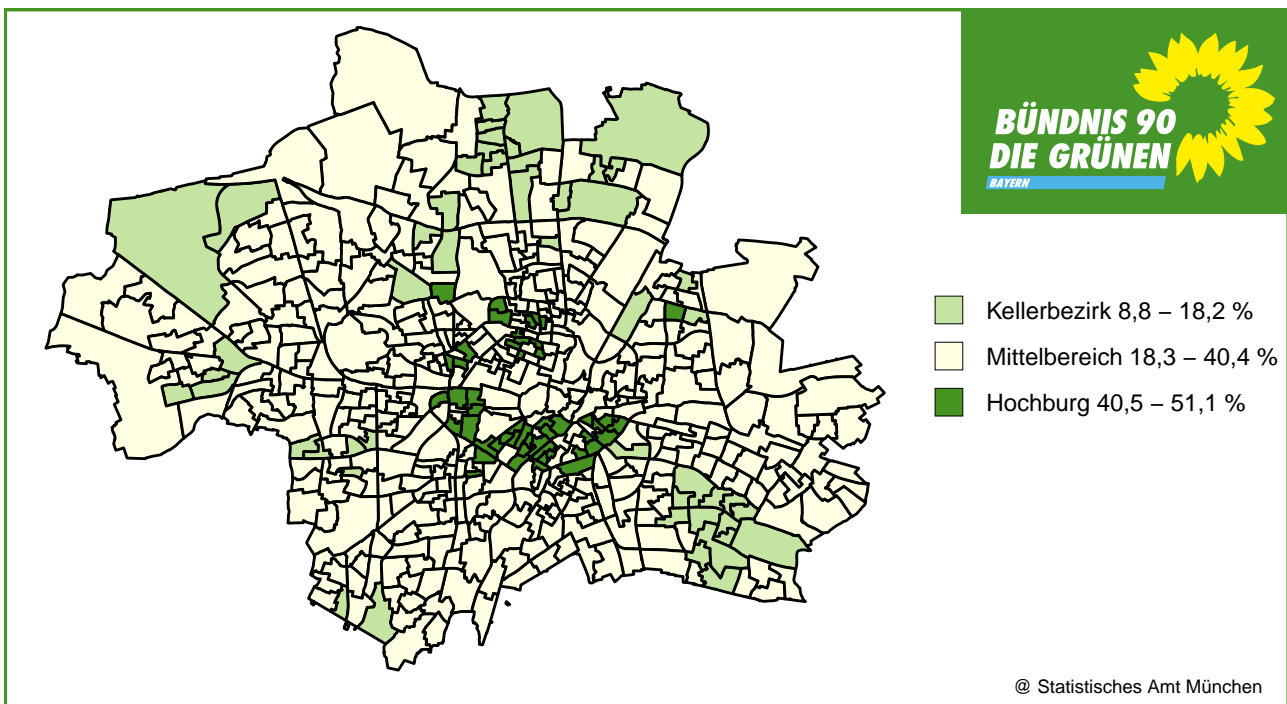 BÜNDNIS 90
DIE GRÜNEN
BAYERN
Kellerbezirk 8,8 – 18,2 %
Mittelbereich 18,3 – 40,4 %
Hochburg 40,5 – 51,1 %
@ Statistisches Amt München